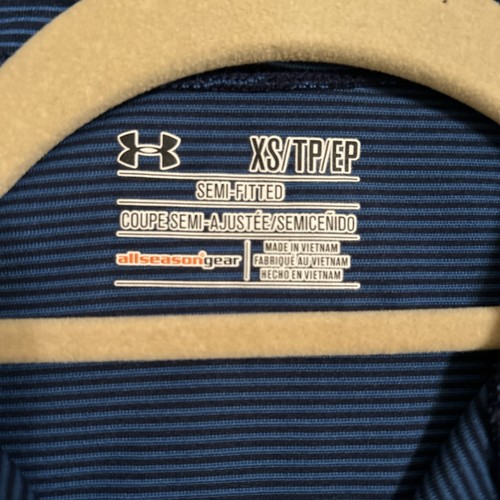 XS/TP/EP
SEMI-FITTED
COUPE SEMI-AJUSTÉE/SEMICEÑIDO
allseasongear
MADE IN VIETNAM
FABRIQUÉ AU VIETNAM
HECHO EN VIETNAM